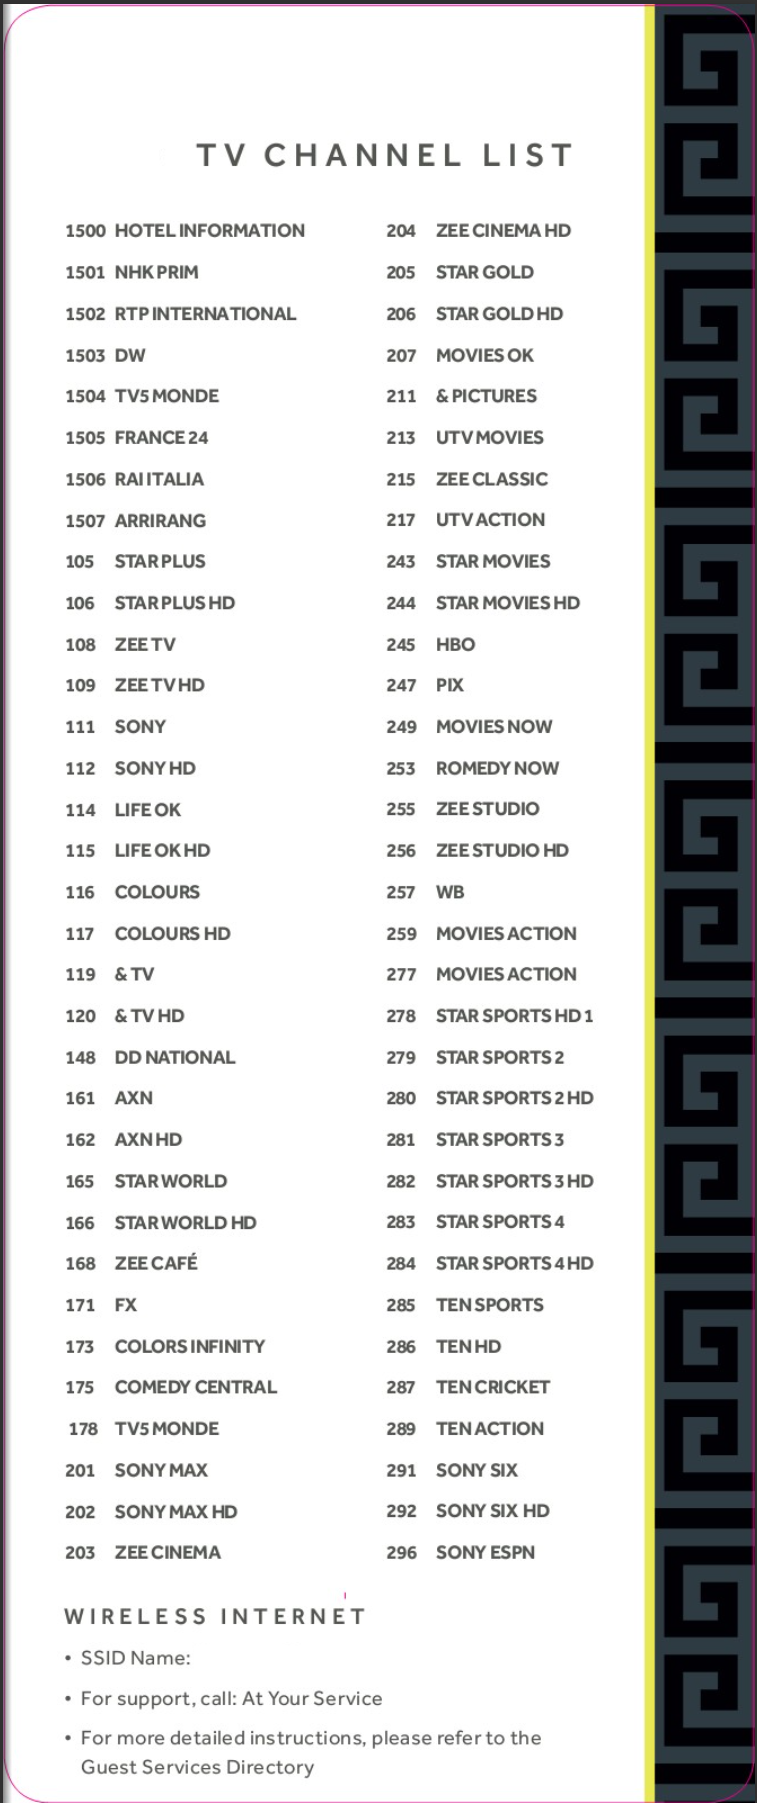 TV CHANNEL LIST
1500 HOTEL INFORMATION
1501 NHK PRIM
1502 RTP INTERNATIONAL
1503 DW
1504 TV5 MONDE
1505 FRANCE 24
1506 RAI ITALIA
1507 ARRIRANG
105 STAR PLUS
106 STAR PLUS HD
108 ZEE TV
109 ZEE TV HD
111 SONY
112 SONY HD
114 LIFE OK
115 LIFE OK HD
116 COLOURS
117 COLOURS HD
119 & TV
120 & TV HD
148 DD NATIONAL
161 AXN
162 AXN HD
165 STAR WORLD
166 STAR WORLD HD
168 ZEE CAFÉ
171 FX
173 COLORS INFINITY
175 COMEDY CENTRAL
178 TV5 MONDE
201 SONY MAX
202 SONY MAX HD
203 ZEE CINEMA
204 ZEE CINEMA HD
205 STAR GOLD
206 STAR GOLD HD
207 MOVIES OK
211 & PICTURES
213 UTV MOVIES
215 ZEE CLASSIC
217 UTV ACTION
243 STAR MOVIES
244 STAR MOVIES HD
245 HBO
247 PIX
249 MOVIES NOW
253 ROMEDY NOW
255 ZEE STUDIO
256 ZEE STUDIO HD
257 WB
259 MOVIES ACTION
277 MOVIES ACTION
278 STAR SPORTS HD 1
279 STAR SPORTS 2
280 STAR SPORTS 2 HD
281 STAR SPORTS 3
282 STAR SPORTS 3 HD
283 STAR SPORTS 4
284 STAR SPORTS 4 HD
285 TEN SPORTS
286 TEN HD
287 TEN CRICKET
289 TEN ACTION
291 SONY SIX
292 SONY SIX HD
296 SONY ESPN
WIRELESS INTERNET
• SSID Name:
• For support, call: At Your Service
• For more detailed instructions, please refer to the
Guest Services Directory